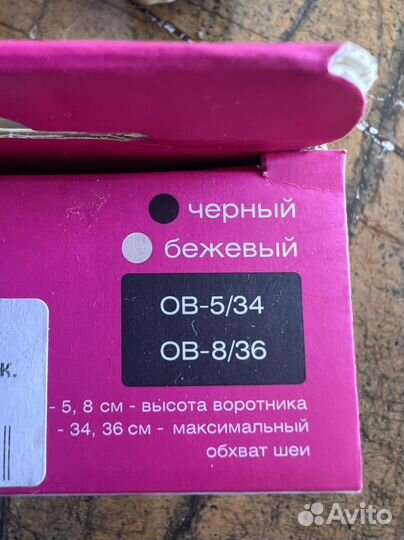 черный
бежевый
ОВ-5/34
ОВ-8/36
к.
- 5, 8 см - высота воротника
- 34, 36 см - максимальный
обхват шеи
Avito